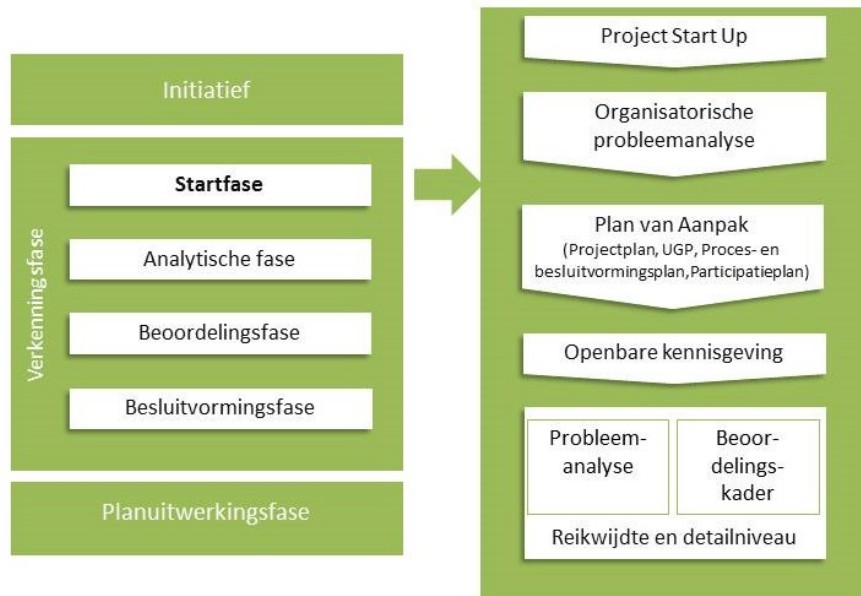 Initiatief
Verkenningsfase
Startfase
Analytische fase
Beoordelingsfase
Besluitvormingsfase
Planuitwerkingsfase
Project Start Up
Organisatorische
probleemanalyse
Plan van Aanpak
(Projectplan, UGP, Proces- en
besluitvormingsplan,Participatieplan)
Openbare kennisgeving
Probleem-
analyse
Beoor-
delings-
kader
Reikwijdte en detailniveau